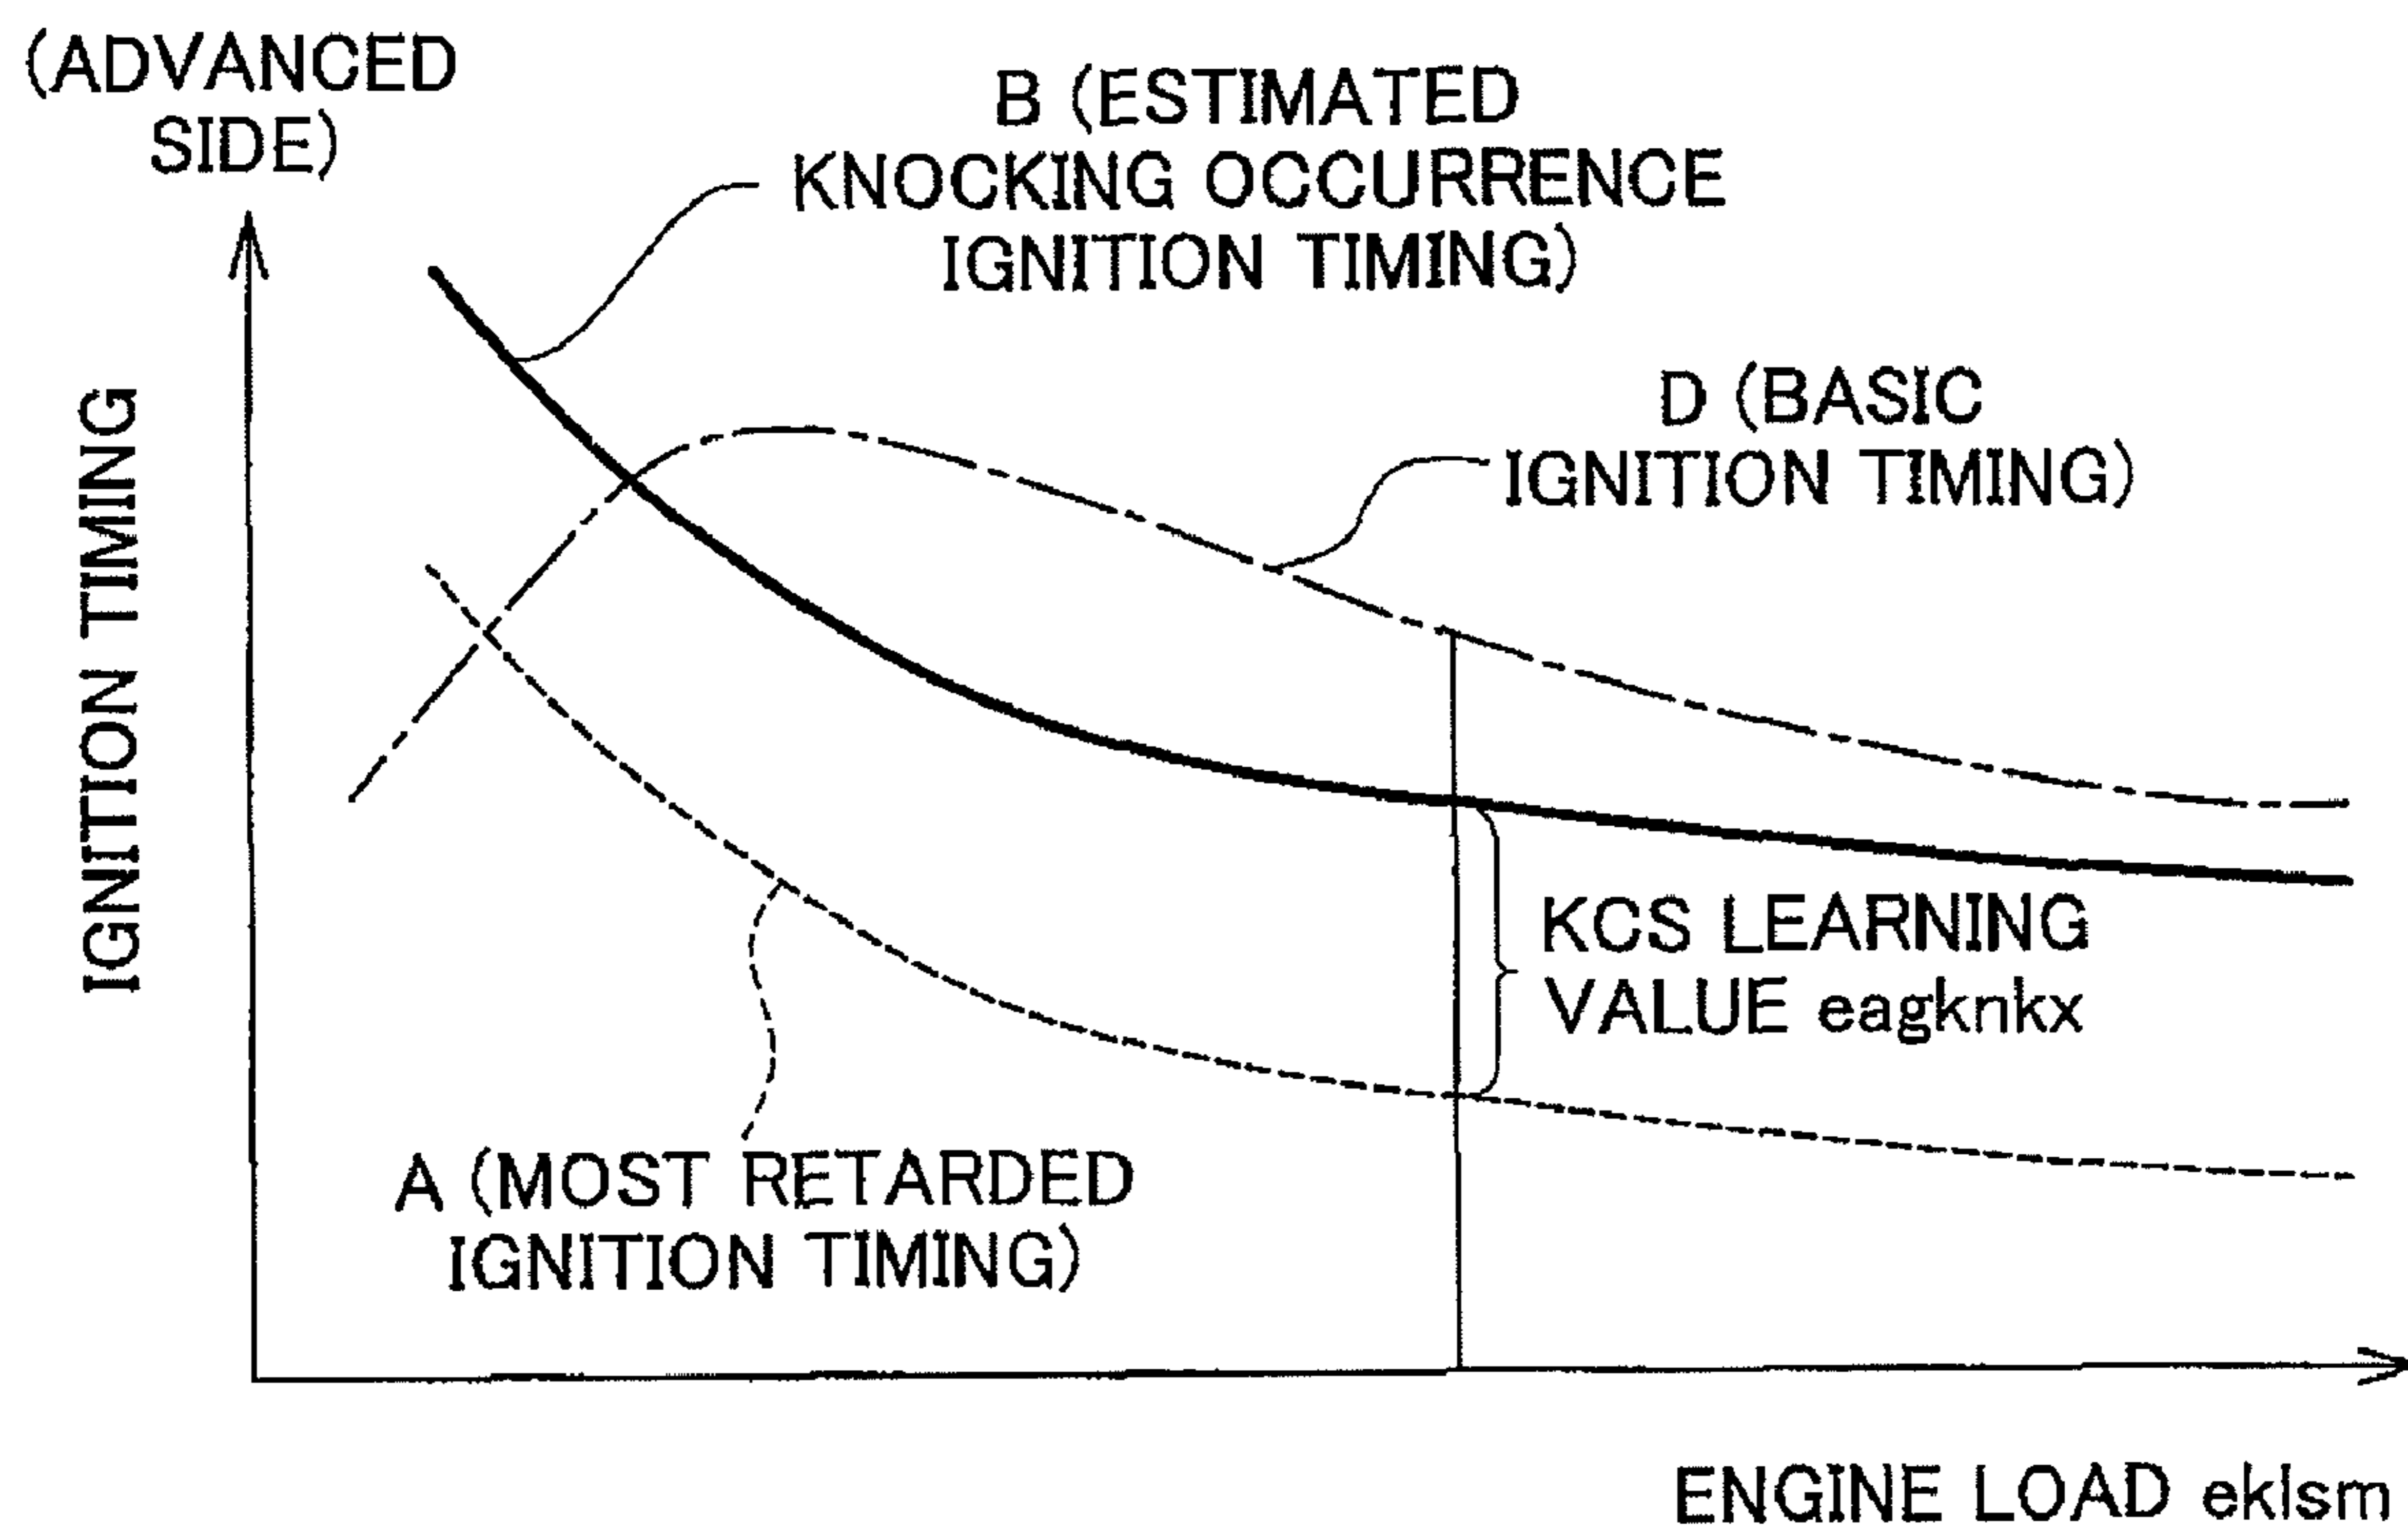 (ADVANCED
SIDE)
B (ESTIMATED
KNOCKING OCCURRENCE
IGNITION TIMING)
D (BASIC
IGNITION TIMING)
IGNITION TIMING
KCS LEARNING
VALUE eagknkx
A (MOST RETARDED
IGNITION TIMING)
ENGINE LOAD eklsm